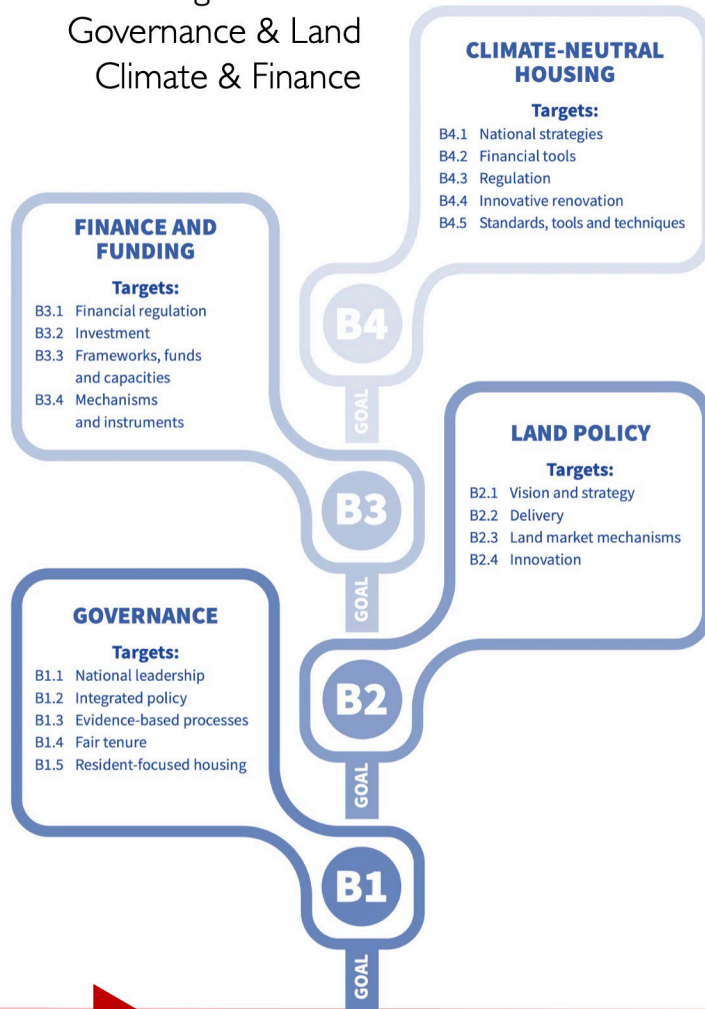 Governance & Land
Climate & Finance
CLIMATE-NEUTRAL
HOUSING
Targets:
B4.1 National strategies
B4.2 Financial tools
B4.3 Regulation
B4.4 Innovative renovation
B4.5 Standards, tools and techniques
FINANCE AND
FUNDING
Targets:
B3.1 Financial regulation
B3.2 Investment
B3.3 Frameworks, funds
and capacities
B3.4 Mechanisms
and instruments
B4
GOAL
LAND POLICY
Targets:
B2.1 Vision and strategy
B2.2 Delivery
B2.3 Land market mechanisms
B2.4 Innovation
B3
GOAL
GOVERNANCE
Targets:
B1.1 National leadership
B1.2 Integrated policy
B1.3 Evidence-based processes
B1.4 Fair tenure
B1.5 Resident-focused housing
B2
GOAL
B1
GOAL